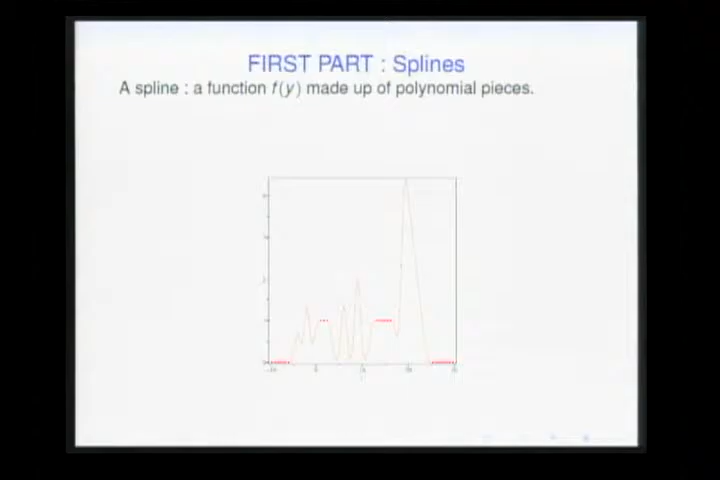 FIRST PART : Splines
A spline : a function f(y) made up of polynomial pieces.